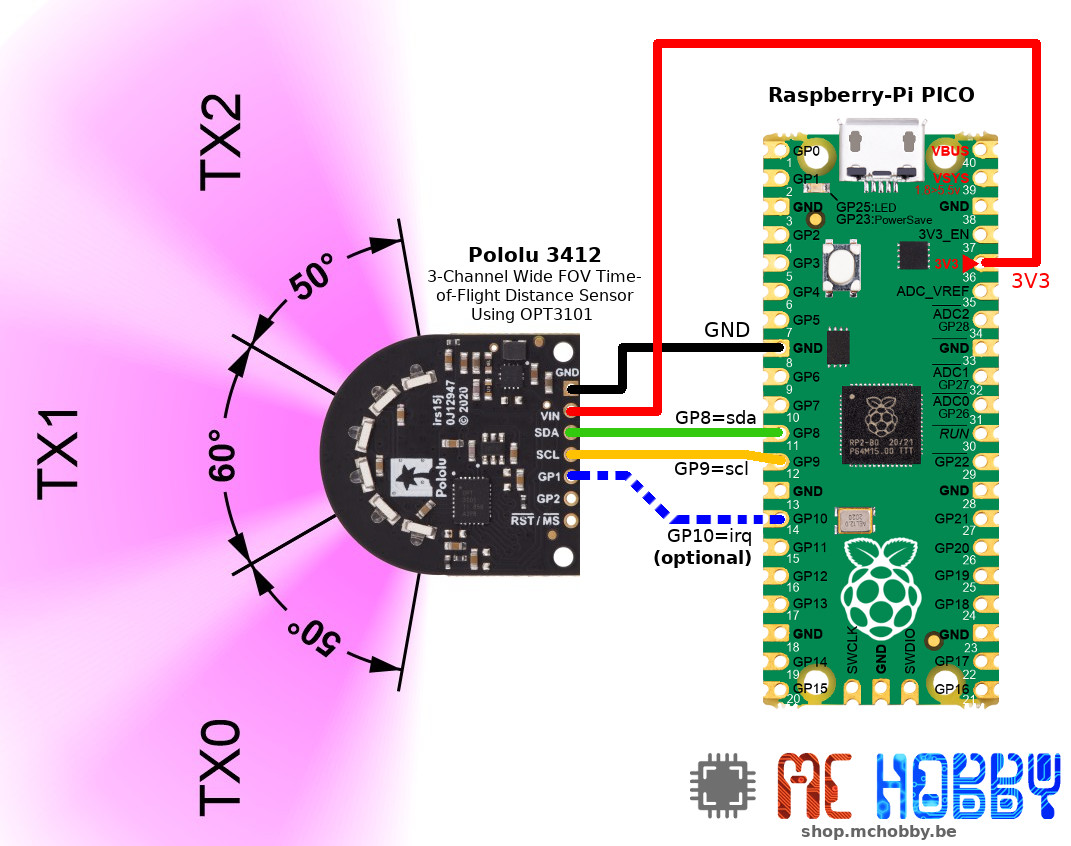 TX2
TX1
TX0
50°
60°
50°
Pololu 3412
3-Channel Wide FOV Time-
of-Flight Distance Sensor
Using OPT3101
irs15j
0J12947
© 2020
Pololu
GND
VIN
SDA
SCL
GP1
GP2
RST/MS
GND
GP8=sda
GP9=scl
GP10=irq
(optional)
3V3
Raspberry-Pi PICO
GP0
1
GP1
2
GND
3
GP2
4
GP3
5
GP4
6
GP5
7
GND
8
GP6
9
GP7
10
GP8
11
GP9
12
GND
13
GP10
14
GP11
15
GP12
16
GP13
17
GND
18
GP14
19
GP15
20
GP25:LED
GP23:PowerSave
RP2-B0 20/21
P64M15.00 TTT
VBUS
40
VSYS
39
GND
38
3V3_EN
37
3V3
36
ADC_VREF
35
ADC2
GP28
34
GND
33
ADC1
GP27
32
ADC0
GP26
31
RUN
30
GP22
29
GND
28
GP21
27
GP20
26
GP19
25
GP18
24
GND
23
GP17
22
GP16
21
SWCLK
GND
SWDIO
MC HOBBY
shop.mchobby.be